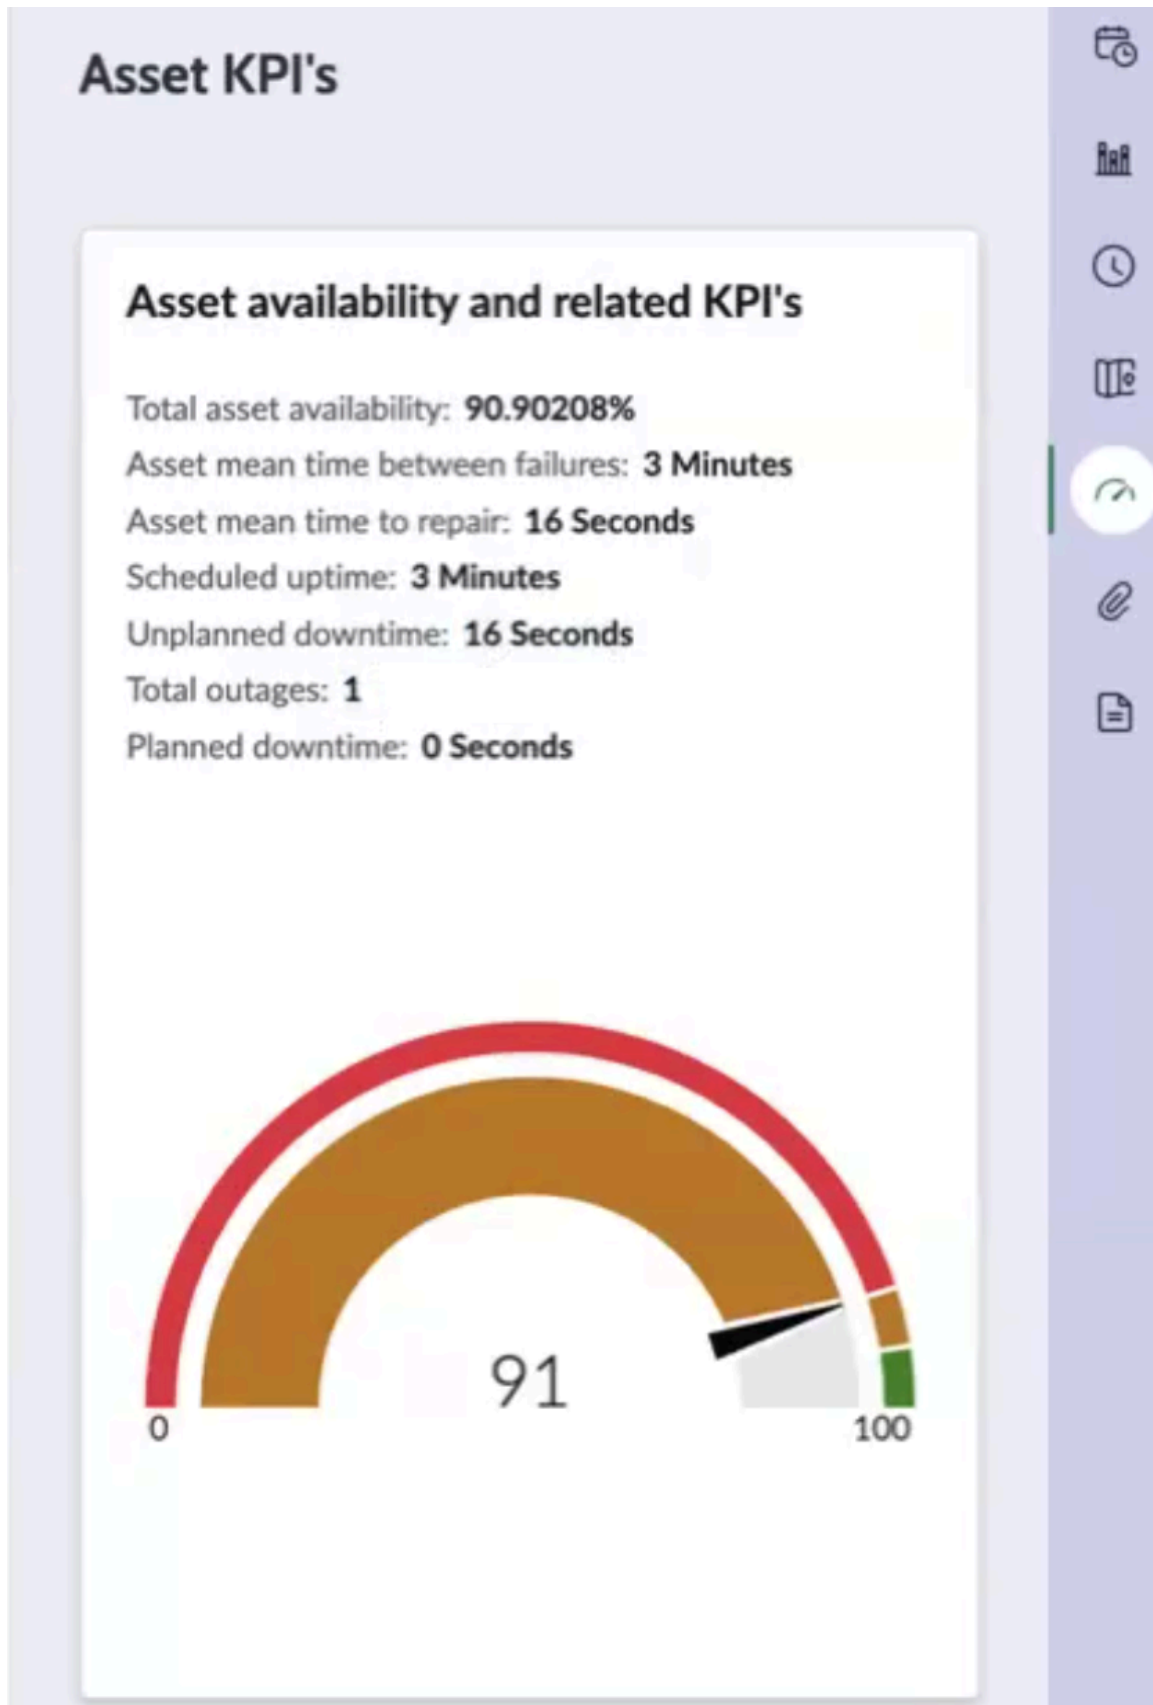 Asset KPI's
Asset availability and related KPI's
Total asset availability: 90.90208%
Asset mean time between failures: 3 Minutes
Asset mean time to repair: 16 Seconds
Scheduled uptime: 3 Minutes
Unplanned downtime: 16 Seconds
Total outages: 1
Planned downtime: 0 Seconds
91
0 100